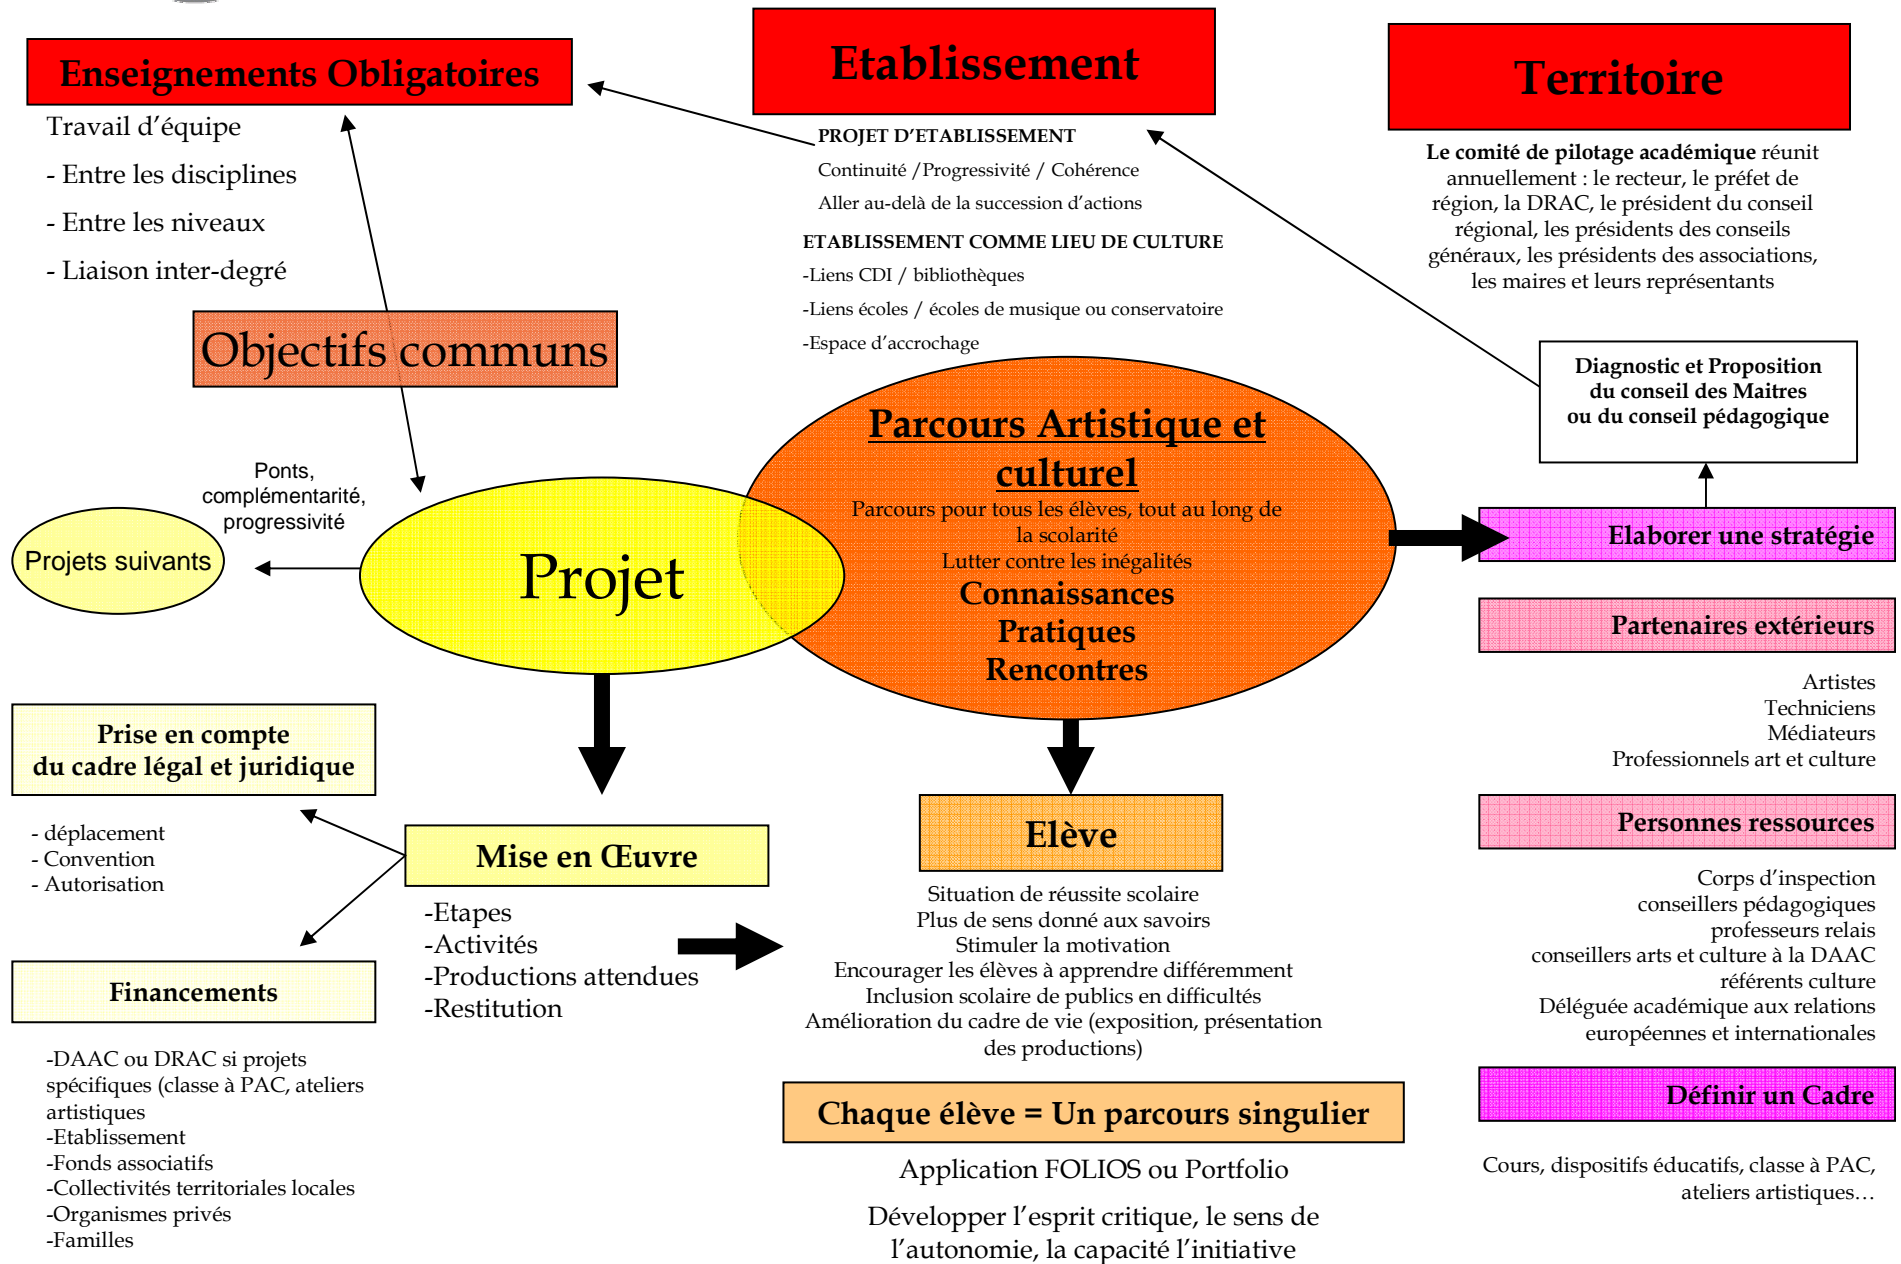 Enseignements Obligatoires
Travail d'équipe
- Entre les disciplines
- Entre les niveaux
- Liaison inter-degré
Objectifs communs
Etablissement
PROJET D'ETABLISSEMENT
Continuité /Progressivité / Cohérence
Aller au-delà de la succession d'actions
ETABLISSEMENT COMME LIEU DE CULTURE
-Liens CDI / bibliothèques
-Liens écoles / écoles de musique ou conservatoire
-Espace d'accrochage
Territoire
Le comité de pilotage académique réunit
annuellement : le recteur, le préfet de
région, la DRAC, le président du conseil
régional, les présidents des conseils
généraux, les présidents des associations,
les maires et leurs représentants
Diagnostic et Proposition
du conseil des Maitres
ou du conseil pédagogique
Parcours Artistique et
culturel
Parcours pour tous les élèves, tout au long de
la scolarité
Lutter contre les inégalités
Connaissances
Pratiques
Rencontres
Projet
Ponts,
complémentarité,
progressivité
Projets suivants
Elaborer une stratégie
Partenaires extérieurs
Artistes
Techniciens
Médiateurs
Professionnels art et culture
Personnes ressources
Corps d'inspection
conseillers pédagogiques
professeurs relais
conseillers arts et culture à la DAAC
référents culture
Déléguée académique aux relations
européennes et internationales
Définir un Cadre
Cours, dispositifs éducatifs, classe à PAC,
ateliers artistiques…
Prise en compte
du cadre légal et juridique
- déplacement
- Convention
- Autorisation
Mise en Œuvre
-Etapes
-Activités
-Productions attendues
-Restitution
Financements
-DAAC ou DRAC si projets
spécifiques (classe à PAC, ateliers
artistiques
-Etablissement
-Fonds associatifs
-Collectivités territoriales locales
-Organismes privés
-Familles
Elève
Situation de réussite scolaire
Plus de sens donné aux savoirs
Stimuler la motivation
Encourager les élèves à apprendre différemment
Inclusion scolaire de publics en difficultés
Amélioration du cadre de vie (exposition, présentation
des productions)
Chaque élève = Un parcours singulier
Application FOLIOS ou Portfolio
Développer l'esprit critique, le sens de
l'autonomie, la capacité l'initiative